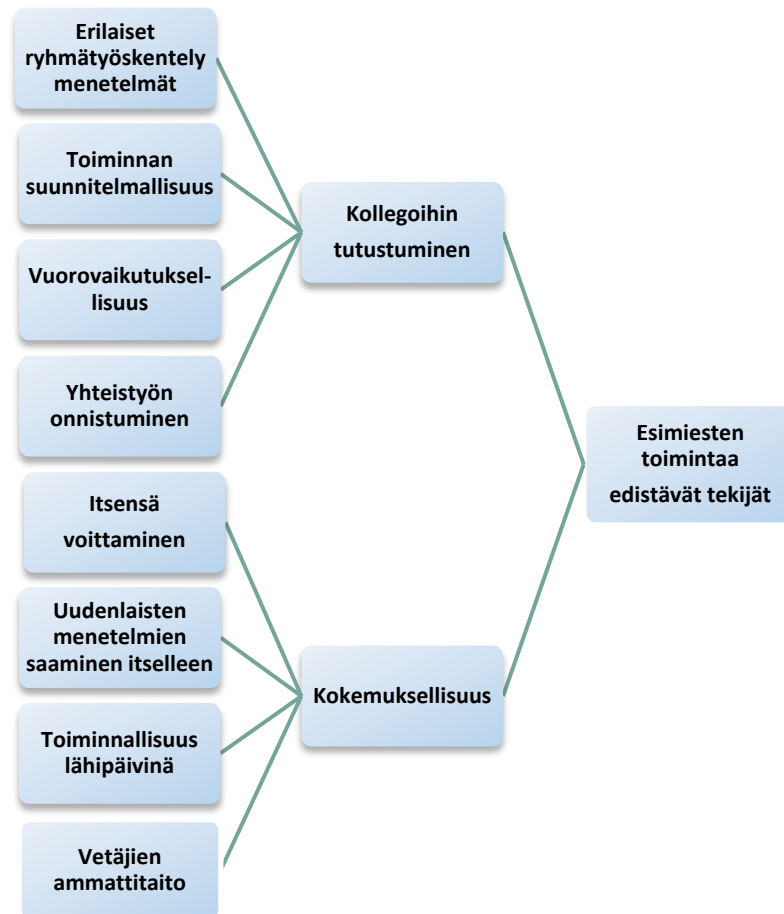 Erilaiset
ryhmätyöskentely
menetelmät
Toiminnan
suunnitelmallisuus
Vuorovaikutuksel-
lisuus
Yhteistyön
onnistuminen
Itsensä
voittaminen
Uudenlaisten
menetelmien
saaminen itselleen
Toiminnallisuus
lähipäivinä
Vetäjien
ammattitaito
Kollegoihin
tutustuminen
Kokemuksellisuus
Esimiesten
toimintaa
edistävät tekijät